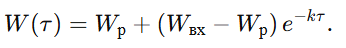 W(τ) = Wр + (Wвх − Wр) e^{−kτ}.